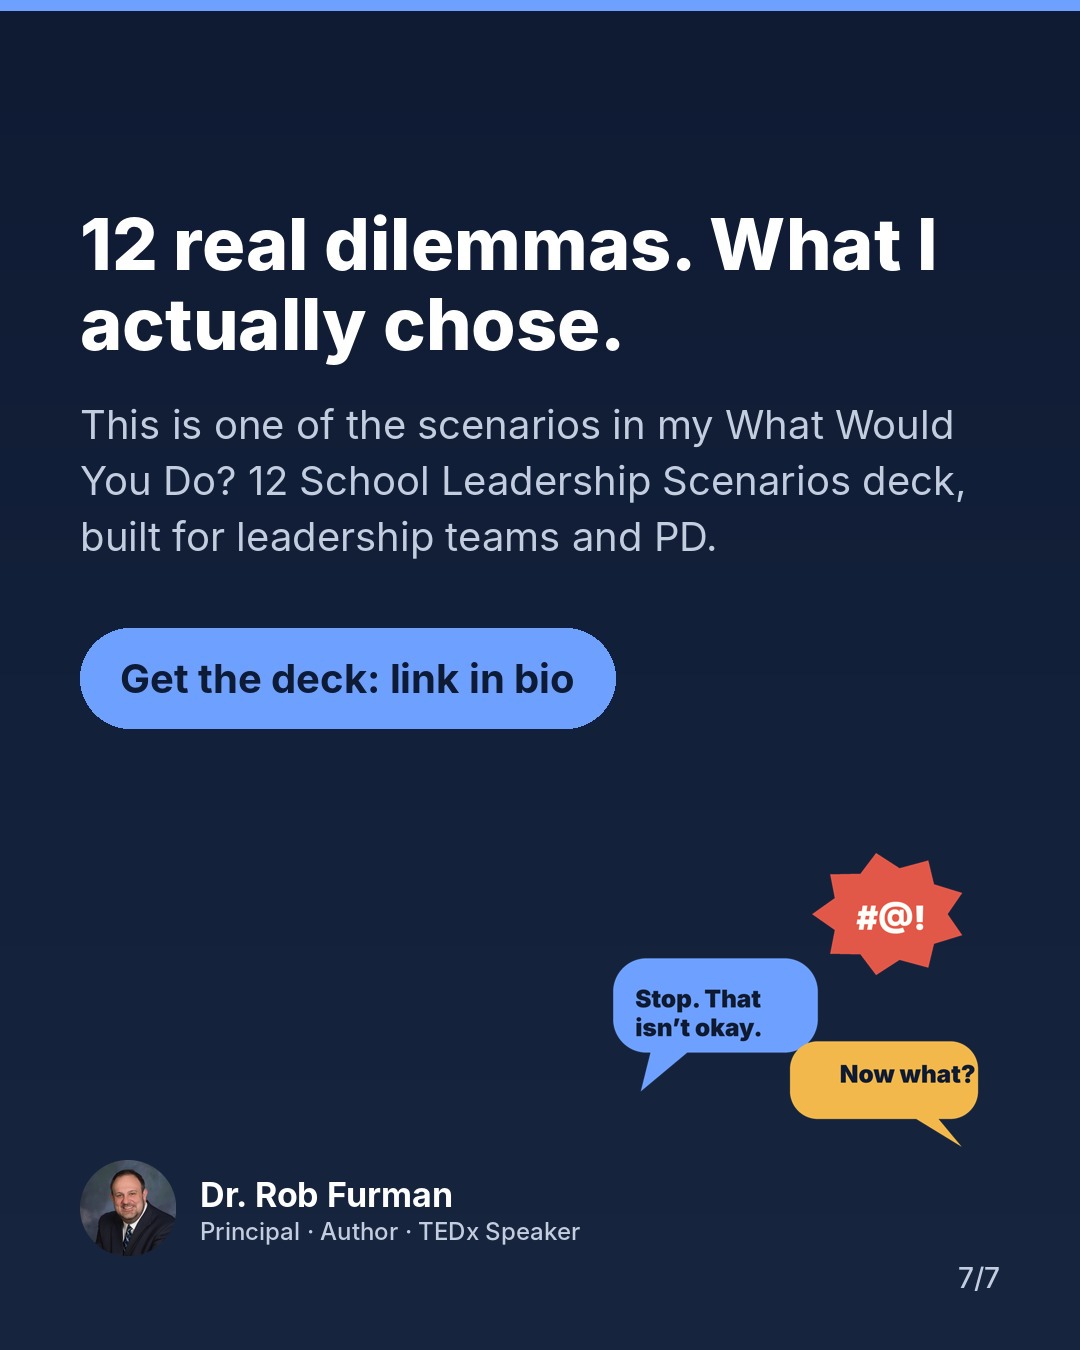 12 real dilemmas. What I
actually chose.
This is one of the scenarios in my What Would
You Do? 12 School Leadership Scenarios deck,
built for leadership teams and PD.
Get the deck: link in bio
#@!
Stop. That
isn’t okay.
Now what?
Dr. Rob Furman
Principal · Author · TEDx Speaker
7/7